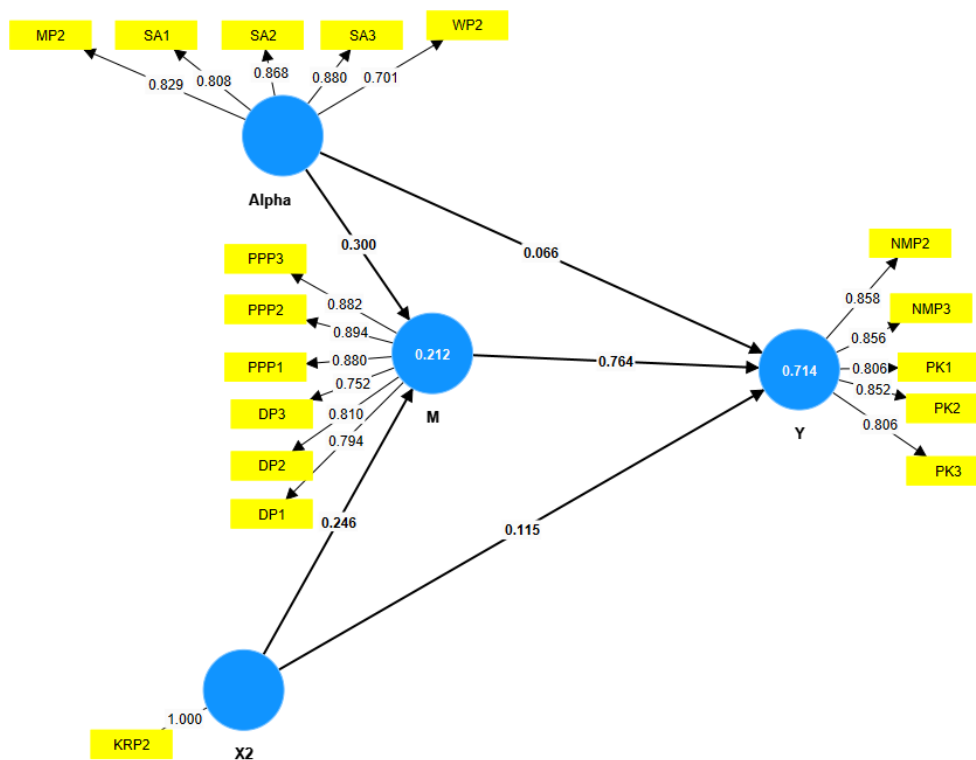 MP2
SA1
SA2
SA3
WP2
0.829
0.808
0.868
0.880
0.701
Alpha
0.300
0.066
PPP3
PPP2
PPP1
DP3
DP2
DP1
0.882
0.894
0.880
0.752
0.810
0.794
0.212
M
0.764
0.246
0.115
NMP2
NMP3
PK1
PK2
PK3
0.858
0.856
0.806
0.852
0.806
0.714
Y
1.000
KRP2
X2